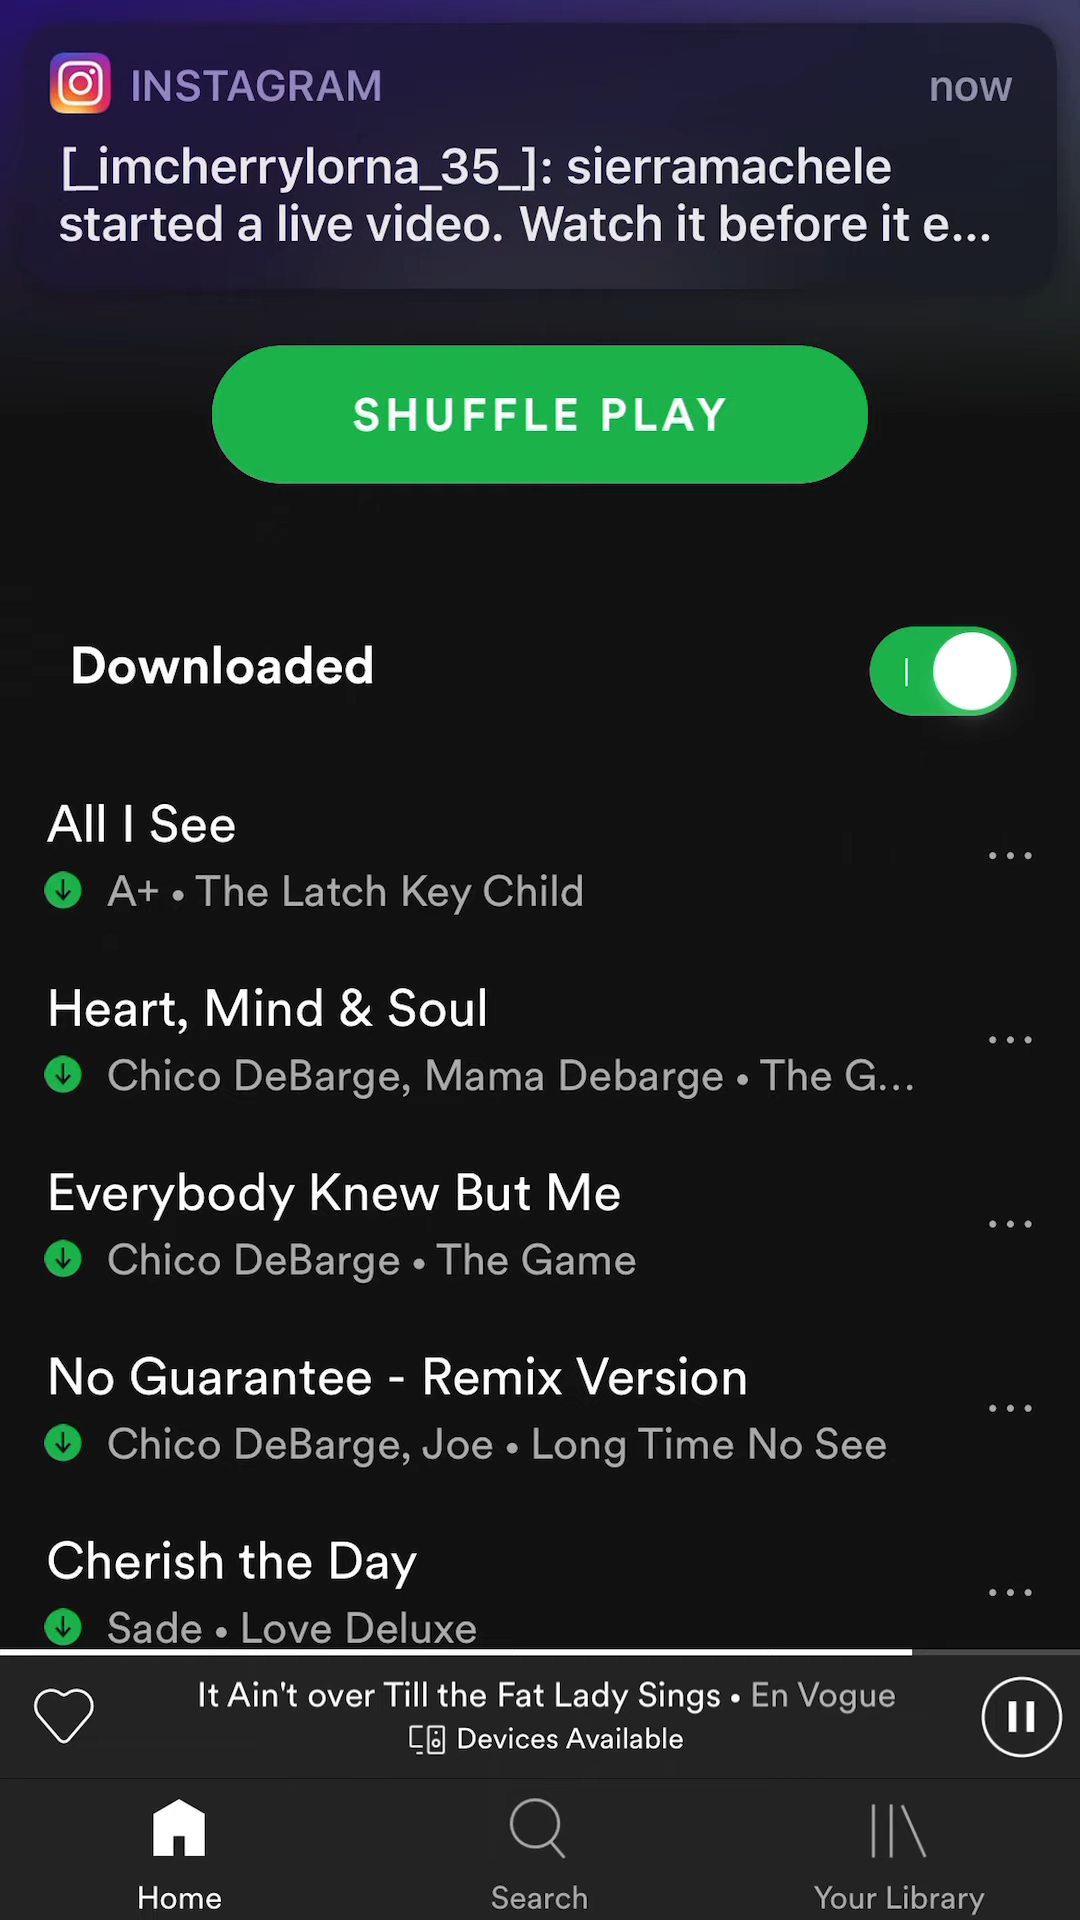 INSTAGRAM
now
[_imcherrylorna_35_]: sierramachele
started a live video. Watch it before it e...
SHUFFLE PLAY
Downloaded
All I See
A+ • The Latch Key Child
Heart, Mind & Soul
Chico DeBarge, Mama Debarge • The G...
Everybody Knew But Me
Chico DeBarge • The Game
No Guarantee - Remix Version
Chico DeBarge, Joe • Long Time No See
Cherish the Day
Sade • Love Deluxe
It Ain't over Till the Fat Lady Sings • En Vogue
Devices Available
Home
Search
Your Library